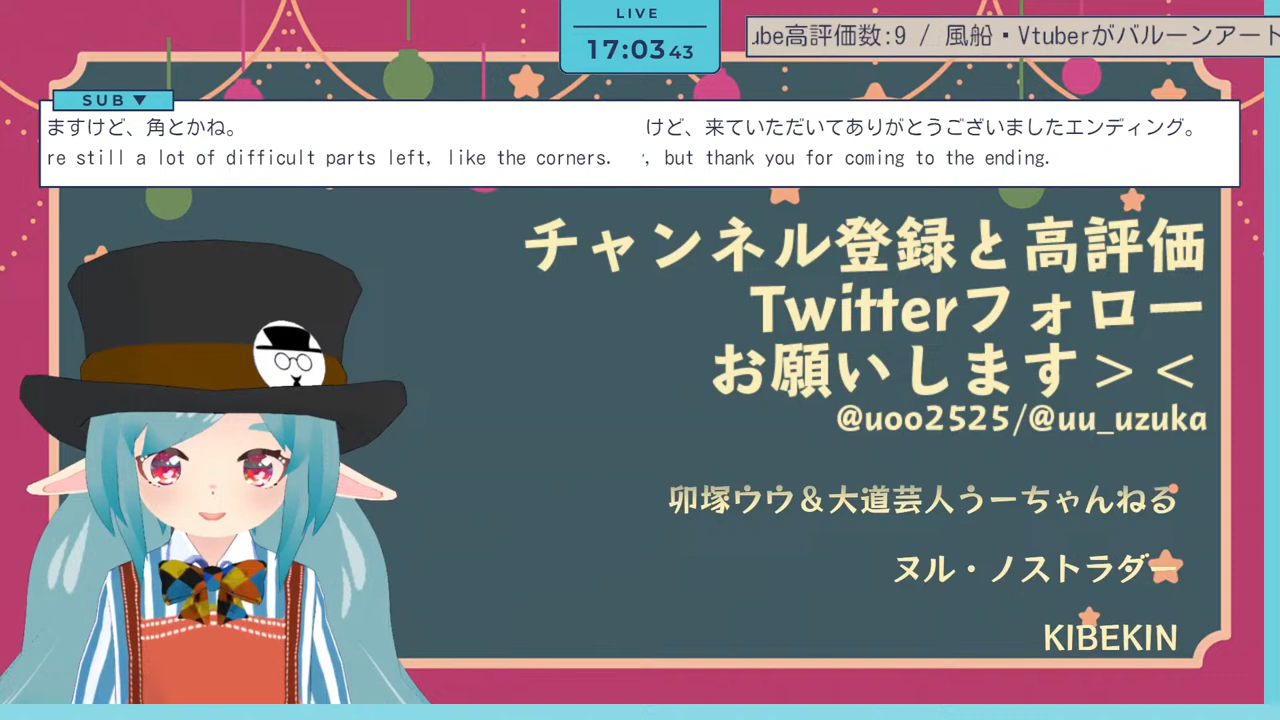 LIVE
17:03 43
ube高評価数:9 / 風船・Vtuberがバルーンアート
SUB ▼
ますけど、角とかね。
re still a lot of difficult parts left, like the corners.
けど、来ていただいてありがとうございましたエンディング。
, but thank you for coming to the ending.
チャンネル登録と高評価
Twitterフォロー
お願いします＞＜
@uoo2525/@uu_uzuka
卯塚ウウ＆大道芸人うーちゃんねる
ヌル・ノストラダー
KIBEKIN